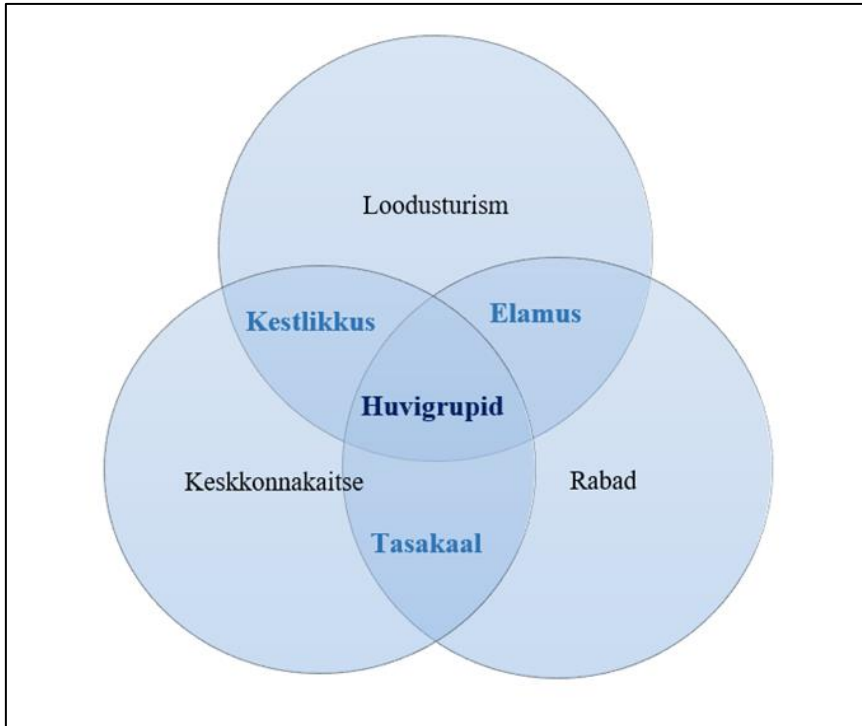 Loodusturism
Kestlikkus
Elamus
Huvigrupid
Keskkonnakaitse
Rabad
Tasakaal